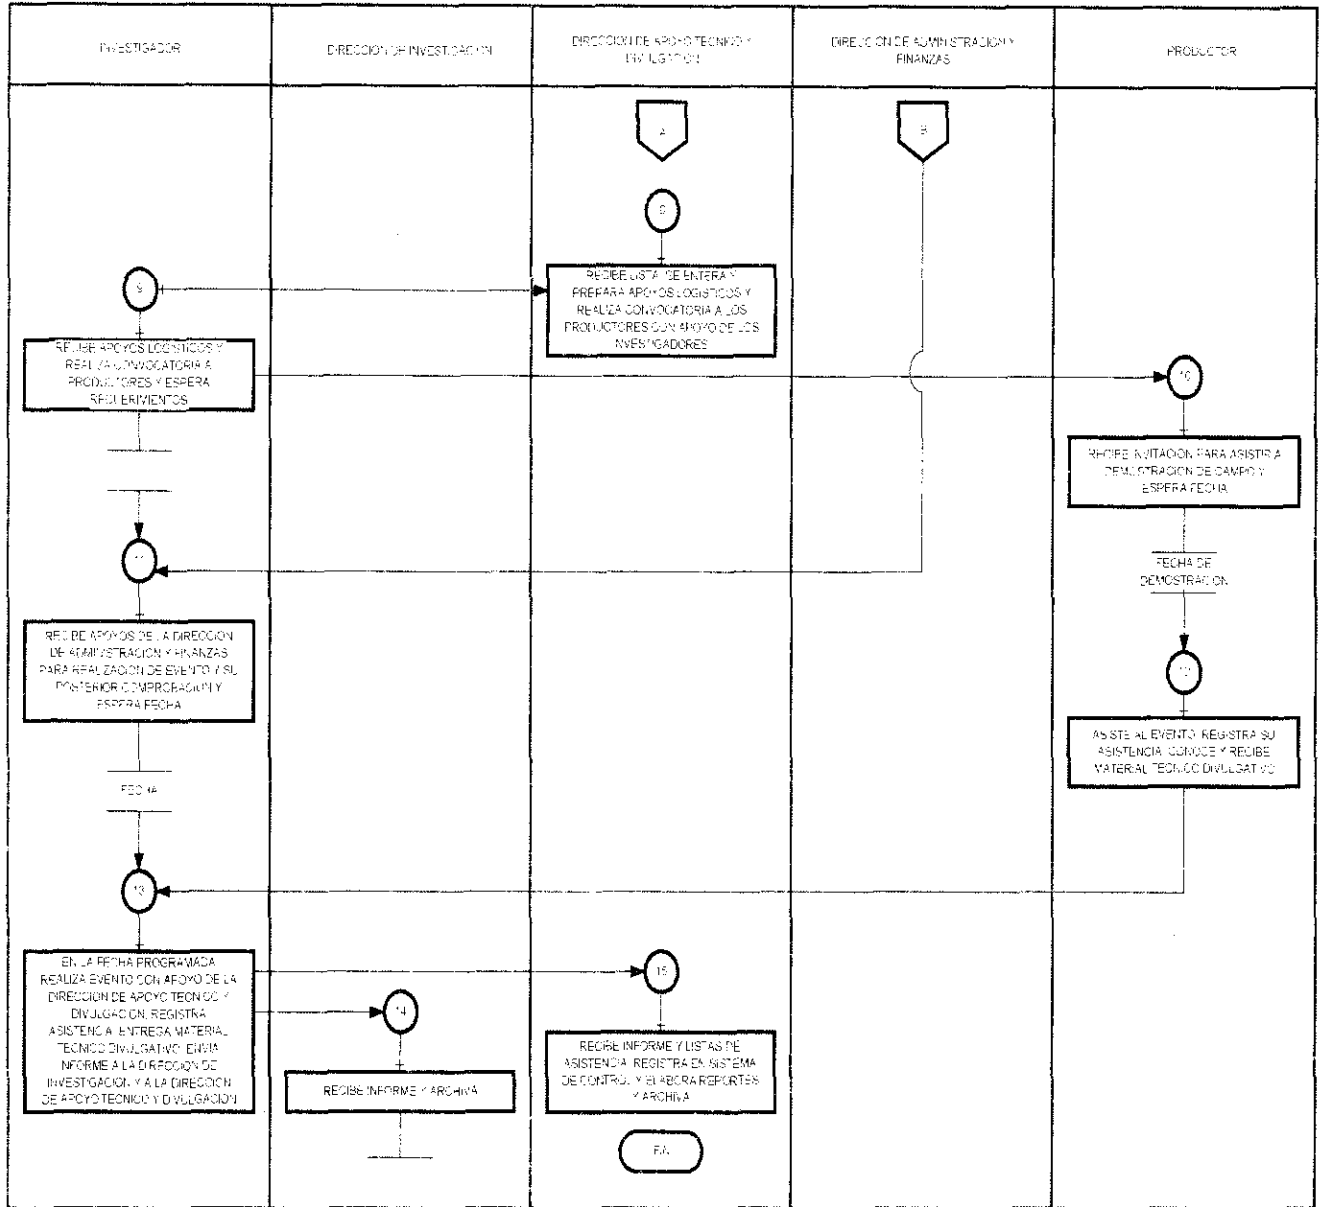 INVESTIGADOR
DIRECCION DE INVESTIGACION
DIRECCION DE APOYO TECNICO Y
DIVULGACION
DIRECCION DE ADMINISTRACION Y
FINANZAS
PRODUCTOR
A
B
RECIBE LISTA, SE ENTERA Y
PREPARA APOYOS LOGISTICOS Y
REALIZA CONVOCATORIA A LOS
PRODUCTORES CON APOYO DE LOS
INVESTIGADORES
9
RECIBE APOYOS LOGISTICOS Y
REALIZA CONVOCATORIA A
PRODUCTORES Y ESPERA
REQUERIMIENTOS
10
RECIBE INVITACION PARA ASISTIR A
DEMOSTRACION DE CAMPO Y
ESPERA FECHA
11
FECHA DE
DEMOSTRACION
RECIBE APOYOS DE LA DIRECCION
DE ADMINISTRACION Y FINANZAS
PARA REALIZACION DE EVENTO Y SU
POSTERIOR COMPROBACION Y
ESPERA FECHA
12
ASISTE AL EVENTO, REGISTRA SU
ASISTENCIA, CONOCE Y RECIBE
MATERIAL TECNICO DIVULGATIVO
FECHA
13
EN LA FECHA PROGRAMADA
REALIZA EVENTO CON APOYO DE LA
DIRECCION DE APOYO TECNICO Y
DIVULGACION, REGISTRA
ASISTENCIA, ENTREGA MATERIAL
TECNICO DIVULGATIVO, ENVIA
INFORME A LA DIRECCION DE
INVESTIGACION Y A LA DIRECCION
DE APOYO TECNICO Y DIVULGACION
14
RECIBE INFORME Y ARCHIVA
15
RECIBE INFORME Y LISTAS DE
ASISTENCIA, REGISTRA EN SISTEMA
DE CONTROL Y ELABORA REPORTES
Y ARCHIVA